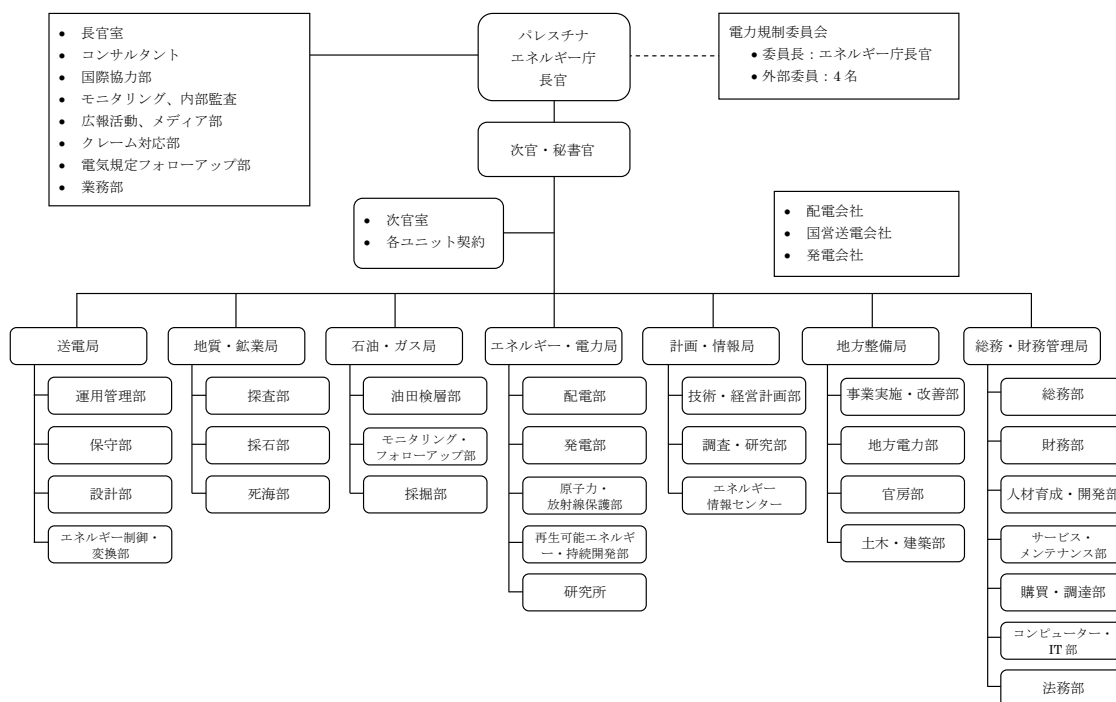 • 長官室
• コンサルタント
• 国際協力部
• モニタリング、内部監査
• 広報活動、メディア部
• クレーム対応部
• 電気規定フォローアップ部
• 業務部
パレスチナ
エネルギー庁
長官
電力規制委員会
• 委員長：エネルギー庁長官
• 外部委員：4 名
次官・秘書官
• 次官室
• 各ユニット契約
• 配電会社
• 国営送電会社
• 発電会社
送電局
運用管理部
保守部
設計部
エネルギー制御・
変換部
地質・鉱業局
探査部
採石部
死海部
石油・ガス局
油田検層部
モニタリング・
フォローアップ部
採掘部
エネルギー・電力局
配電部
発電部
原子力・
放射線保護部
再生可能エネルギ
ー・持続開発部
研究所
計画・情報局
技術・経営計画部
調査・研究部
エネルギー
情報センター
地方整備局
事業実施・改善部
地方電力部
官房部
土木・建築部
総務・財務管理局
総務部
財務部
人材育成・開発部
サービス・
メンテナンス部
購買・調達部
コンピューター・
IT 部
法務部